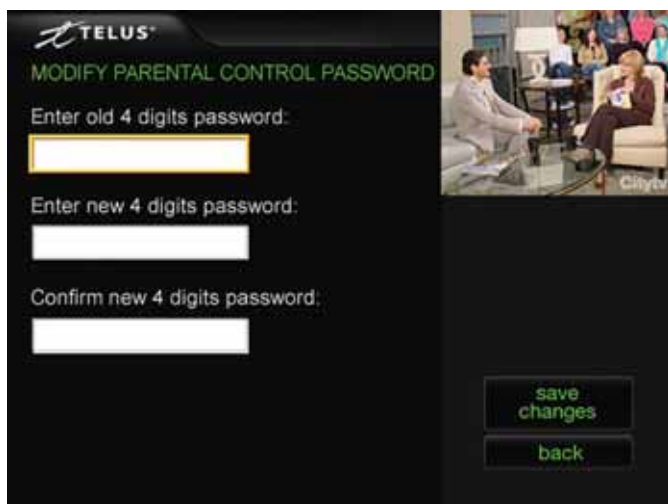 TELUS
MODIFY PARENTAL CONTROL PASSWORD
Enter old 4 digits password:
Citytv
Enter new 4 digits password:
Confirm new 4 digits password:
save
changes
back